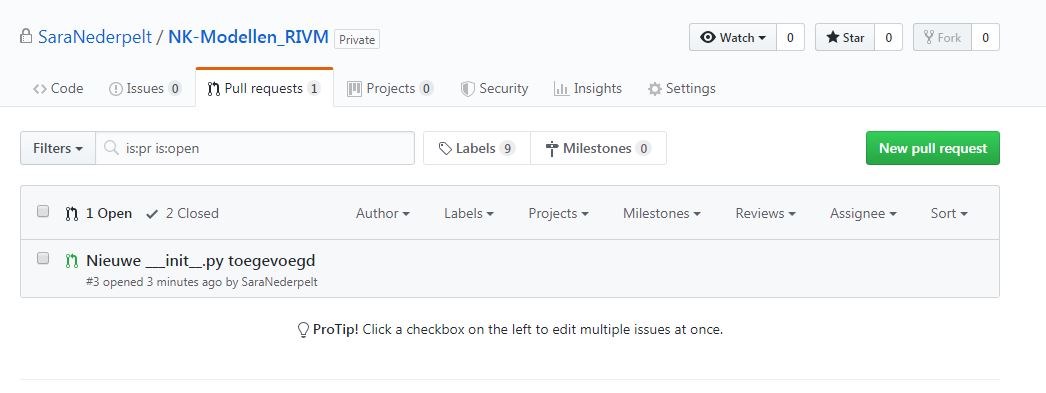 SaraNederpelt / NK-Modellen_RIVM Private Watch 0 Star 0 Fork 0
Code Issues 0 Pull requests 1 Projects 0 Security Insights Settings
Filters is:pr is:open Labels 9 Milestones 0 New pull request
1 Open 2 Closed Author Labels Projects Milestones Reviews Assignee Sort
Nieuwe ___init__.py toegevoegd
#3 opened 3 minutes ago by SaraNederpelt
ProTip! Click a checkbox on the left to edit multiple issues at once.